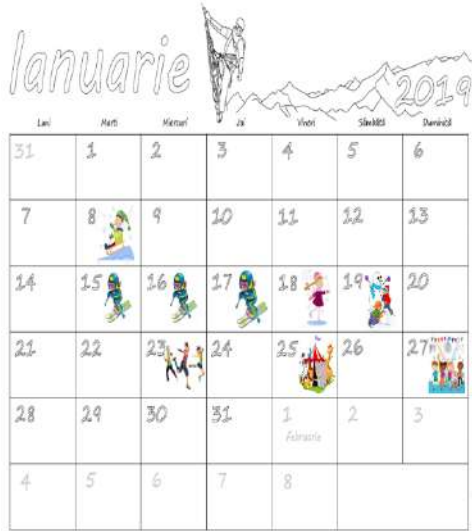 Ianuarie
2019
Luni Marti Miercuri Joi Vineri Sâmbătă Duminică
31 1 2 3 4 5 6
7 8 9 10 11 12 13
14 15 16 17 18 19 20
21 22 23 24 25 26 27
28 29 30 31 1 2 3
Februarie
4 5 6 7 8